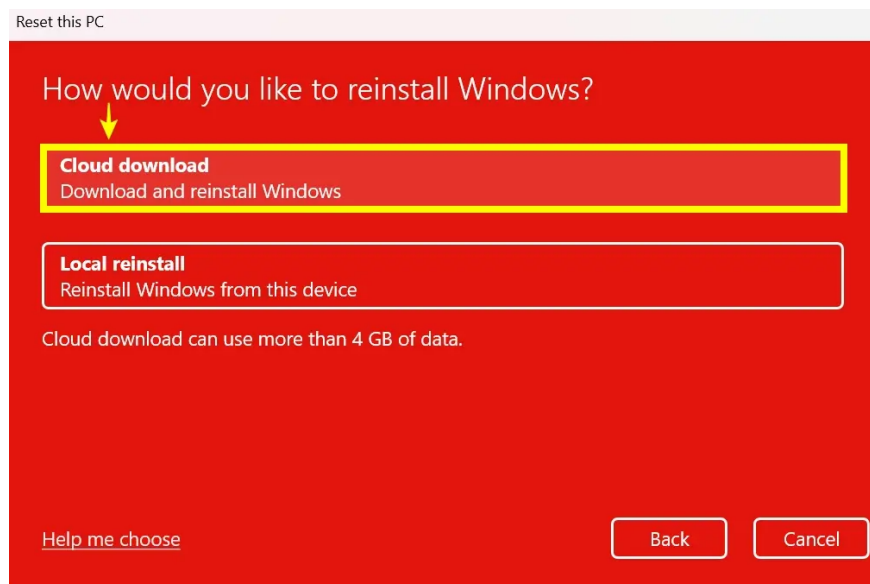 Reset this PC
How would you like to reinstall Windows?
Cloud download
Download and reinstall Windows
Local reinstall
Reinstall Windows from this device
Cloud download can use more than 4 GB of data.
Help me choose
Back
Cancel